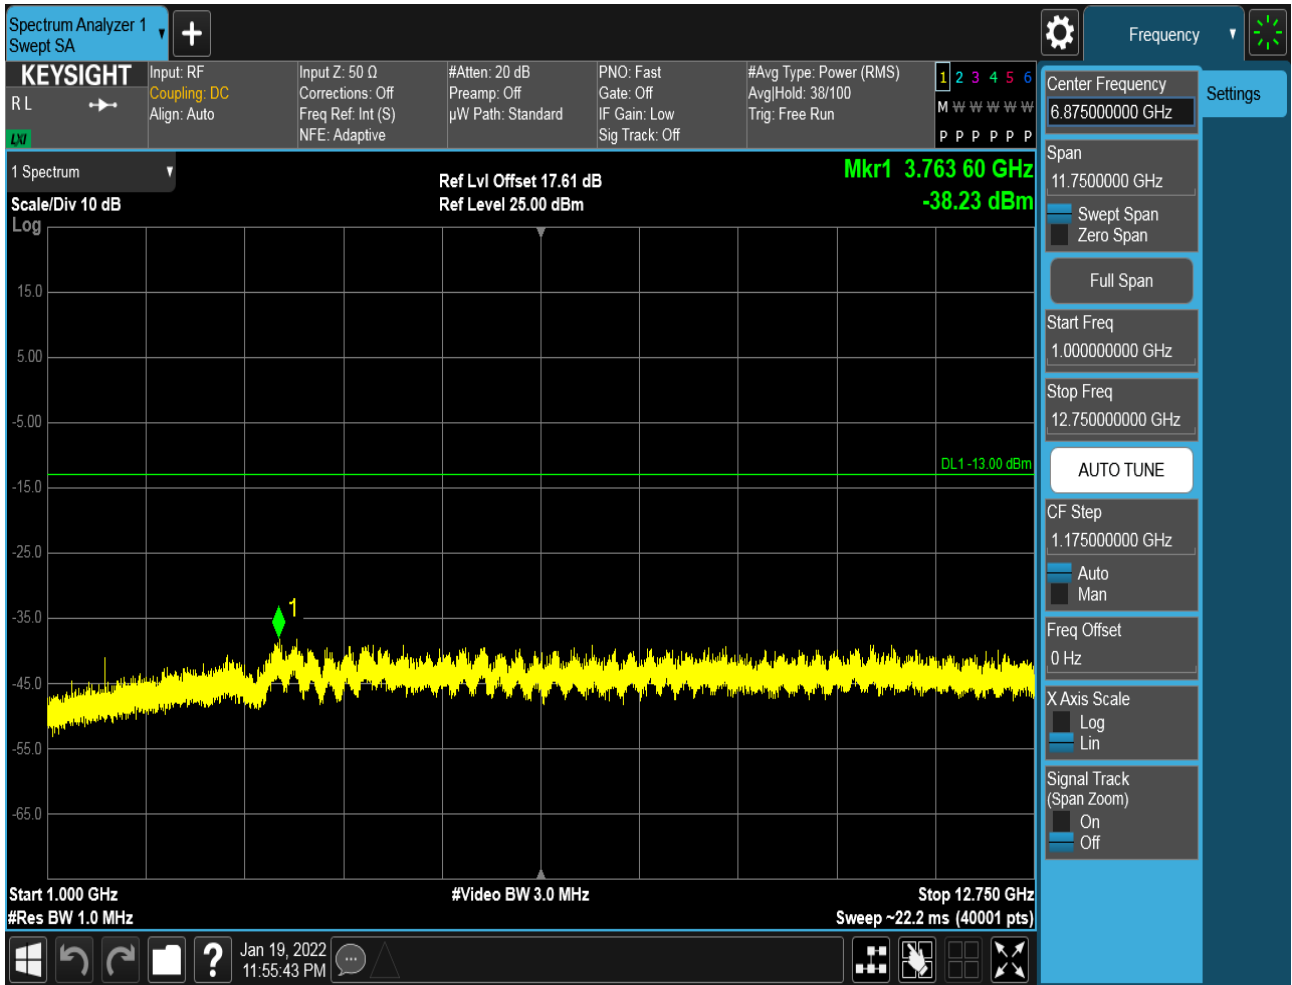 Spectrum Analyzer 1
Swept SA
Frequency
KEYSIGHT
R L
LXI
Input: RF
Coupling: DC
Align: Auto
Input Z: 50 Ω
Corrections: Off
Freq Ref: Int (S)
NFE: Adaptive
#Atten: 20 dB
Preamp: Off
µW Path: Standard
PNO: Fast
Gate: Off
IF Gain: Low
Sig Track: Off
#Avg Type: Power (RMS)
Avg|Hold: 38/100
Trig: Free Run
1 2 3 4 5 6
M W W W W W
P P P P P P
1 Spectrum
Scale/Div 10 dB
Log
Ref Lvl Offset 17.61 dB
Ref Level 25.00 dBm
Mkr1 3.763 60 GHz
-38.23 dBm
15.0
5.00
-5.00
DL1 -13.00 dBm
-15.0
-25.0
1
-35.0
-45.0
-55.0
-65.0
Start 1.000 GHz
#Res BW 1.0 MHz
#Video BW 3.0 MHz
Stop 12.750 GHz
Sweep ~22.2 ms (40001 pts)
Jan 19, 2022
11:55:43 PM
Center Frequency
6.875000000 GHz
Settings
Span
11.7500000 GHz
Swept Span
Zero Span
Full Span
Start Freq
1.000000000 GHz
Stop Freq
12.750000000 GHz
AUTO TUNE
CF Step
1.175000000 GHz
Auto
Man
Freq Offset
0 Hz
X Axis Scale
Log
Lin
Signal Track
(Span Zoom)
On
Off